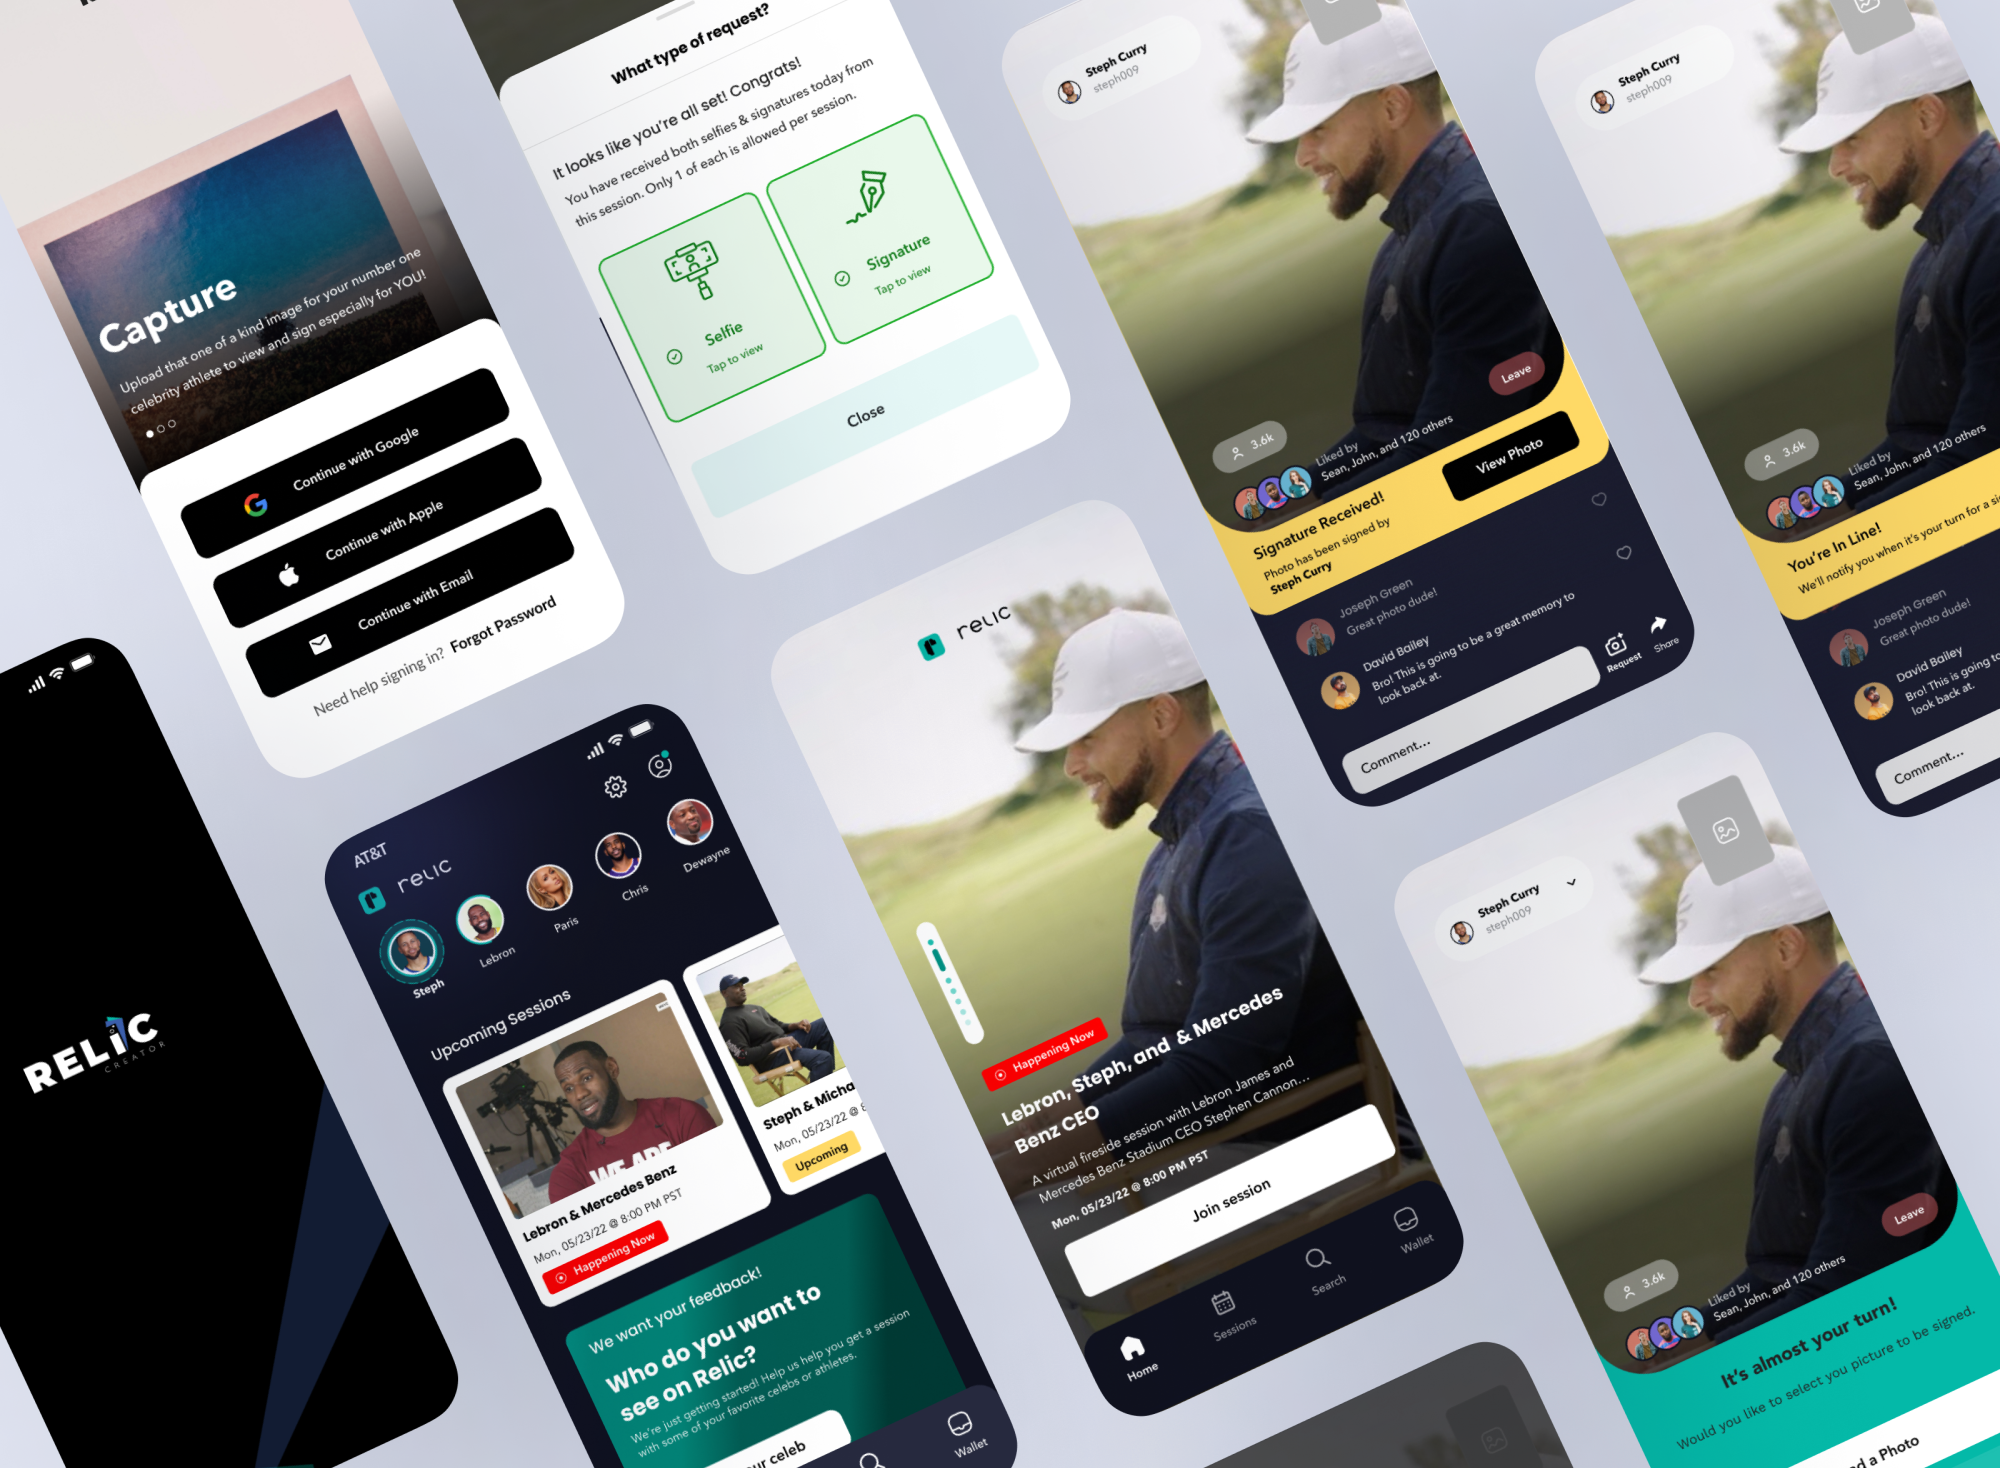 Capture
Upload that one of a kind image for your number one
celebrity athlete to view and sign especially for YOU!
Continue with Google
Continue with Apple
Continue with Email
Need help signing in? Forgot Password
RELIC
CREATOR
What type of request?
It looks like you're all set! Congrats!
You have received both selfies & signatures today from
this session. Only 1 of each is allowed per session.
Selfie
Tap to view
Signature
Tap to view
Close
AT&T
relic
Steph
Lebron
Paris
Chris
Dewayne
Upcoming Sessions
WE ARE
Lebron & Mercedes Benz
Mon, 05/23/22 @ 8:00 PM PST
Happening Now
Steph & Micha
Mon, 05/23/22 @ 8
Upcoming
We want your feedback!
Who do you want to
see on Relic?
We're just getting started! Help us help you get a session
with some of your favorite celebs or athletes.
ur celeb
Wallet
relic
Happening Now
Lebron, Steph, and & Mercedes
Benz CEO
A virtual fireside session with Lebron James and
Mercedes Benz Stadium CEO Stephen Cannon...
Mon, 05/23/22 @ 8:00 PM PST
Join session
Home
Sessions
Search
Wallet
Steph Curry
steph009
Leave
3.6k
Liked by
Sean, John, and 120 others
Signature Received!
Photo has been signed by
Steph Curry
View Photo
Joseph Green
Great photo dude!
David Bailey
Bro! This is going to be a great memory to
look back at.
Comment...
Request
Share
Steph Curry
steph009
3.6k
Liked by
Sean, John, and 120 others
You're In Line!
We'll notify you when it's your turn for a si
Joseph Green
Great photo dude!
David Bailey
Bro! This is going to
look back at.
Comment...
Steph Curry
steph009
Leave
3.6k
Liked by
Sean, John, and 120 others
It's almost your turn!
Would you like to select you picture to be signed.
d a Photo